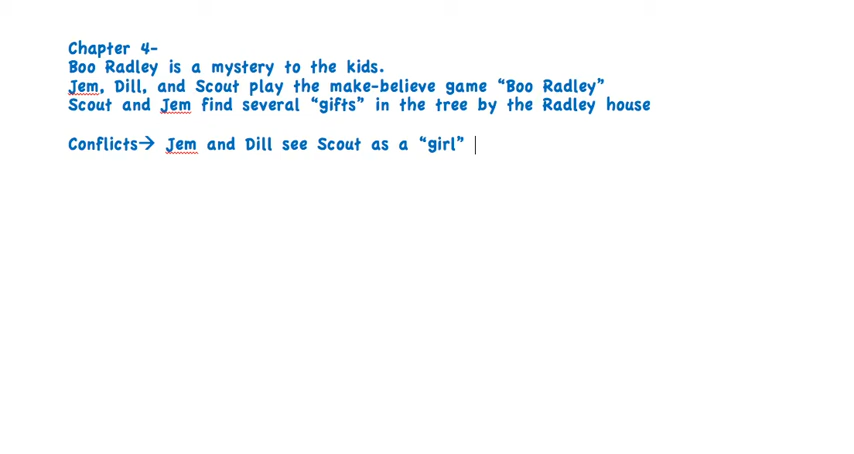 Chapter 4-
Boo Radley is a mystery to the kids.
Jem, Dill, and Scout play the make-believe game “Boo Radley”
Scout and Jem find several “gifts” in the tree by the Radley house
Conflicts→ Jem and Dill see Scout as a “girl”